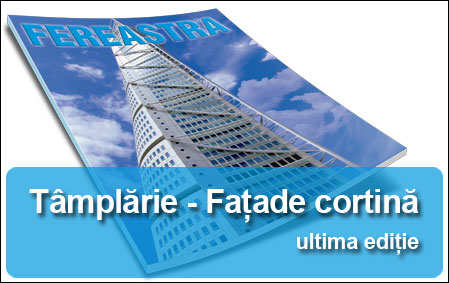 FEREASTRA
Tâmplărie - Fațade cortină
ultima ediție